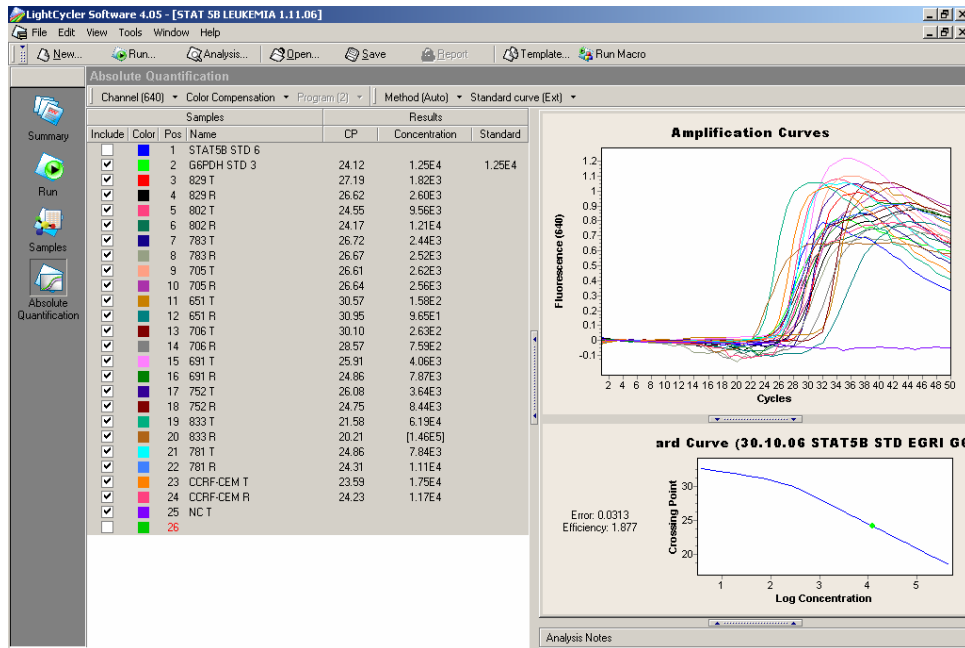 LightCycler Software 4.05 - [STAT 5B LEUKEMIA 1.11.06]
File Edit View Tools Window Help
New... Run... Analysis... Open... Save Report Template... Run Macro
Absolute Quantification
Channel (640) Color Compensation Program (2) Method (Auto) Standard curve (Ext)
Summary
Run
Samples
Absolute
Quantification
Samples Results
Include Color Pos Name CP Concentration Standard
1 STAT5B STD 6
2 G6PDH STD 3 24.12 1.25E4 1.25E4
3 829 T 27.19 1.82E3
4 829 R 26.62 2.60E3
5 802 T 24.55 9.56E3
6 802 R 24.17 1.21E4
7 783 T 26.72 2.44E3
8 783 R 26.67 2.52E3
9 705 T 26.61 2.62E3
10 705 R 26.64 2.56E3
11 651 T 30.57 1.58E2
12 651 R 30.95 9.65E1
13 706 T 30.10 2.63E2
14 706 R 28.57 7.59E2
15 691 T 25.91 4.06E3
16 691 R 24.86 7.87E3
17 752 T 26.08 3.64E3
18 752 R 24.75 8.44E3
19 833 T 21.58 6.19E4
20 833 R 20.21 [1.46E5]
21 781 T 24.86 7.84E3
22 781 R 24.31 1.11E4
23 CCRF-CEM T 23.59 1.75E4
24 CCRF-CEM R 24.23 1.17E4
25 NC T
26
Amplification Curves
Fluorescence (640)
1.2
1.1
1
0.9
0.8
0.7
0.6
0.5
0.4
0.3
0.2
0.1
0
-0.1
2 4 6 8 10 12 14 16 18 20 22 24 26 28 30 32 34 36 38 40 42 44 46 48 50
Cycles
ard Curve (30.10.06 STAT5B STD EGRI G6
Error: 0.0313
Efficiency: 1.877
Crossing Point
30
25
20
1 2 3 4 5
Log Concentration
Analysis Notes